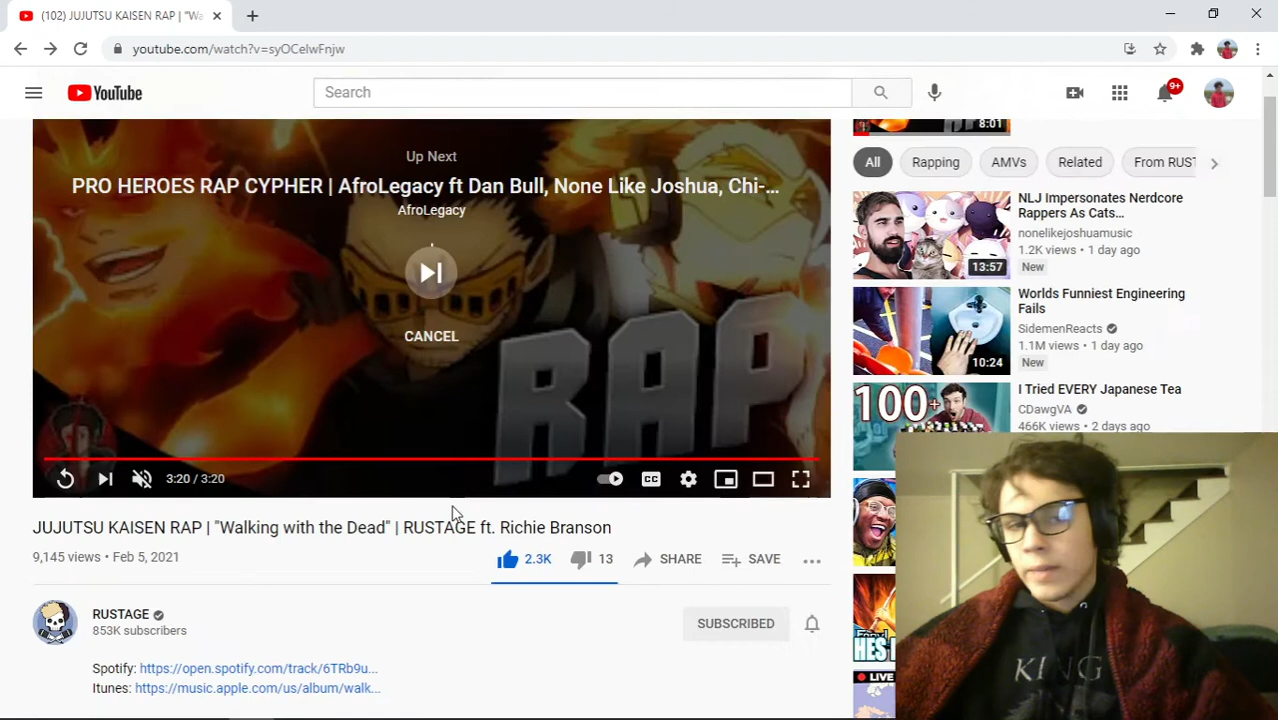 (102) JUJUTSU KAISEN RAP | "Wa
youtube.com/watch?v=syOCelwFnjw
YouTube
Search
9+
Up Next
PRO HEROES RAP CYPHER | AfroLegacy ft Dan Bull, None Like Joshua, Chi-...
AfroLegacy
CANCEL
RAP
3:20 / 3:20
CC
JUJUTSU KAISEN RAP | "Walking with the Dead" | RUSTAGE ft. Richie Branson
9,145 views • Feb 5, 2021
2.3K
13
SHARE
SAVE
RUSTAGE
853K subscribers
SUBSCRIBED
Spotify: https://open.spotify.com/track/6TRb9u...
Itunes: https://music.apple.com/us/album/walk...
8:01
All
Rapping
AMVs
Related
From RUST
NLJ Impersonates Nerdcore
Rappers As Cats...
nonelikejoshuamusic
1.2K views • 1 day ago
New
13:57
Worlds Funniest Engineering
Fails
SidemenReacts
1.1M views • 1 day ago
New
10:24
I Tried EVERY Japanese Tea
CDawgVA
466K views • 2 days ago
100+
HES
LIVE
KING